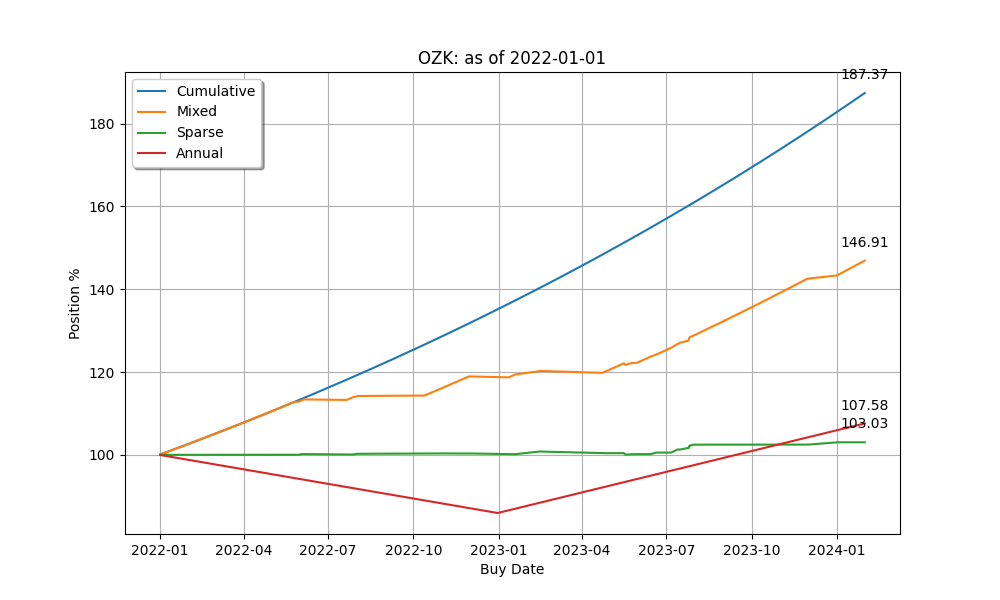 OZK: as of 2022-01-01
187.37
Cumulative
Mixed
Sparse
Annual
180
160
146.91
140
120
107.58
103.03
100
Position %
2022-01 2022-04 2022-07 2022-10 2023-01 2023-04 2023-07 2023-10 2024-01
Buy Date